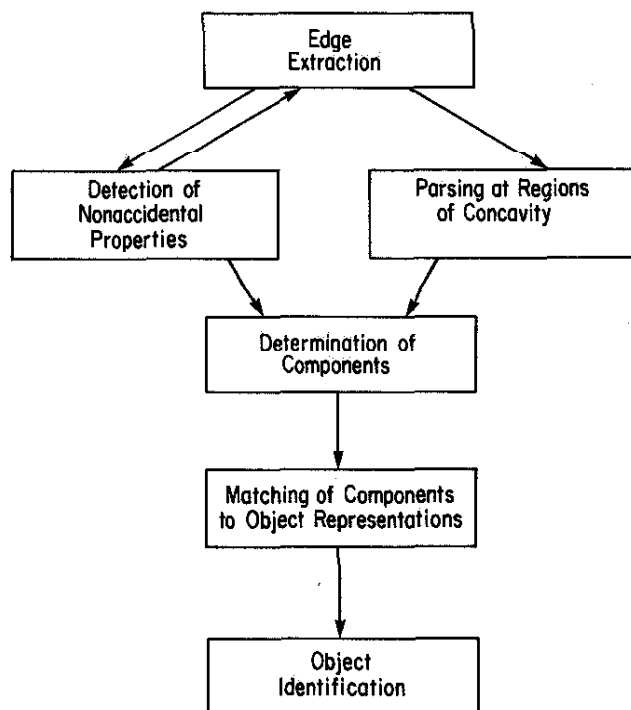 Edge
Extraction
Detection of
Nonaccidental
Properties
Parsing at Regions
of Concavity
Determination of
Components
Matching of Components
to Object Representations
Object
Identification